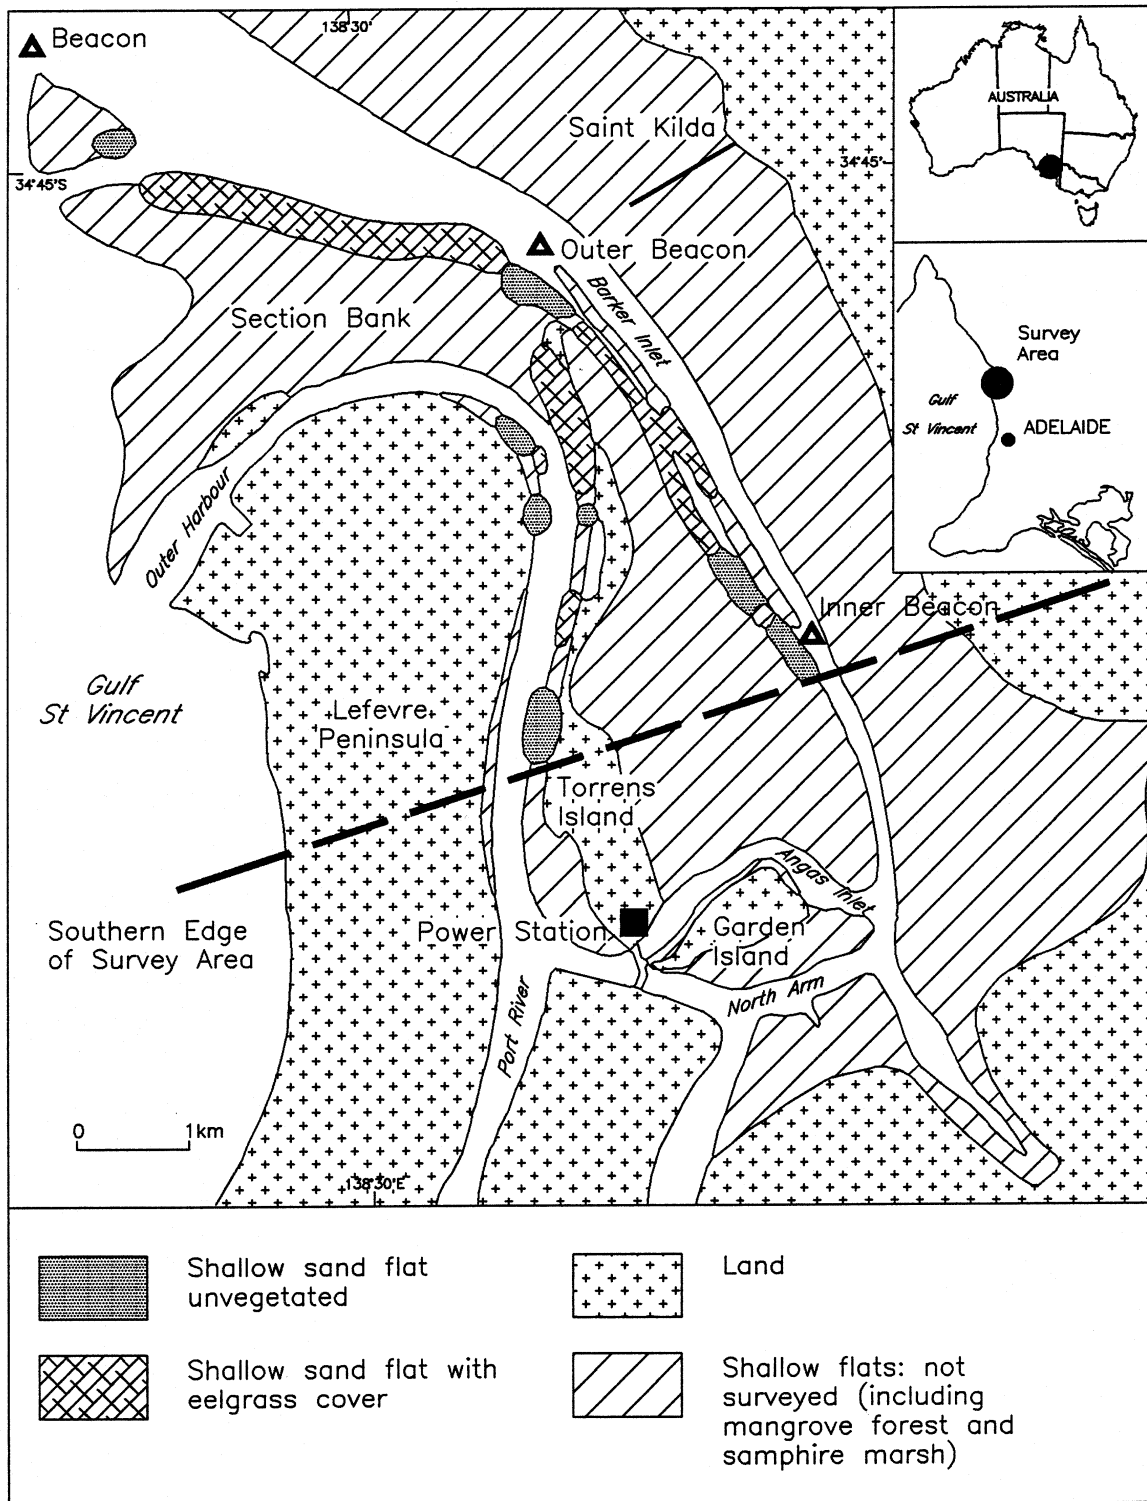 Beacon
138°30'
Saint Kilda
34°45'
34°45'S
AUSTRALIA
Outer Beacon
Barker Inlet
Section Bank
Survey
Area
Gulf
St Vincent
ADELAIDE
Outer Harbour
Inner Beacon
Gulf
St Vincent
Lefevre
Peninsula
Torrens
Island
Angas Inlet
Southern Edge
of Survey Area
Power Station
Garden
Island
North Arm
Port River
0 1km
138°30'E
Shallow sand flat
unvegetated
Land
Shallow sand flat with
eelgrass cover
Shallow flats: not
surveyed (including
mangrove forest and
samphire marsh)